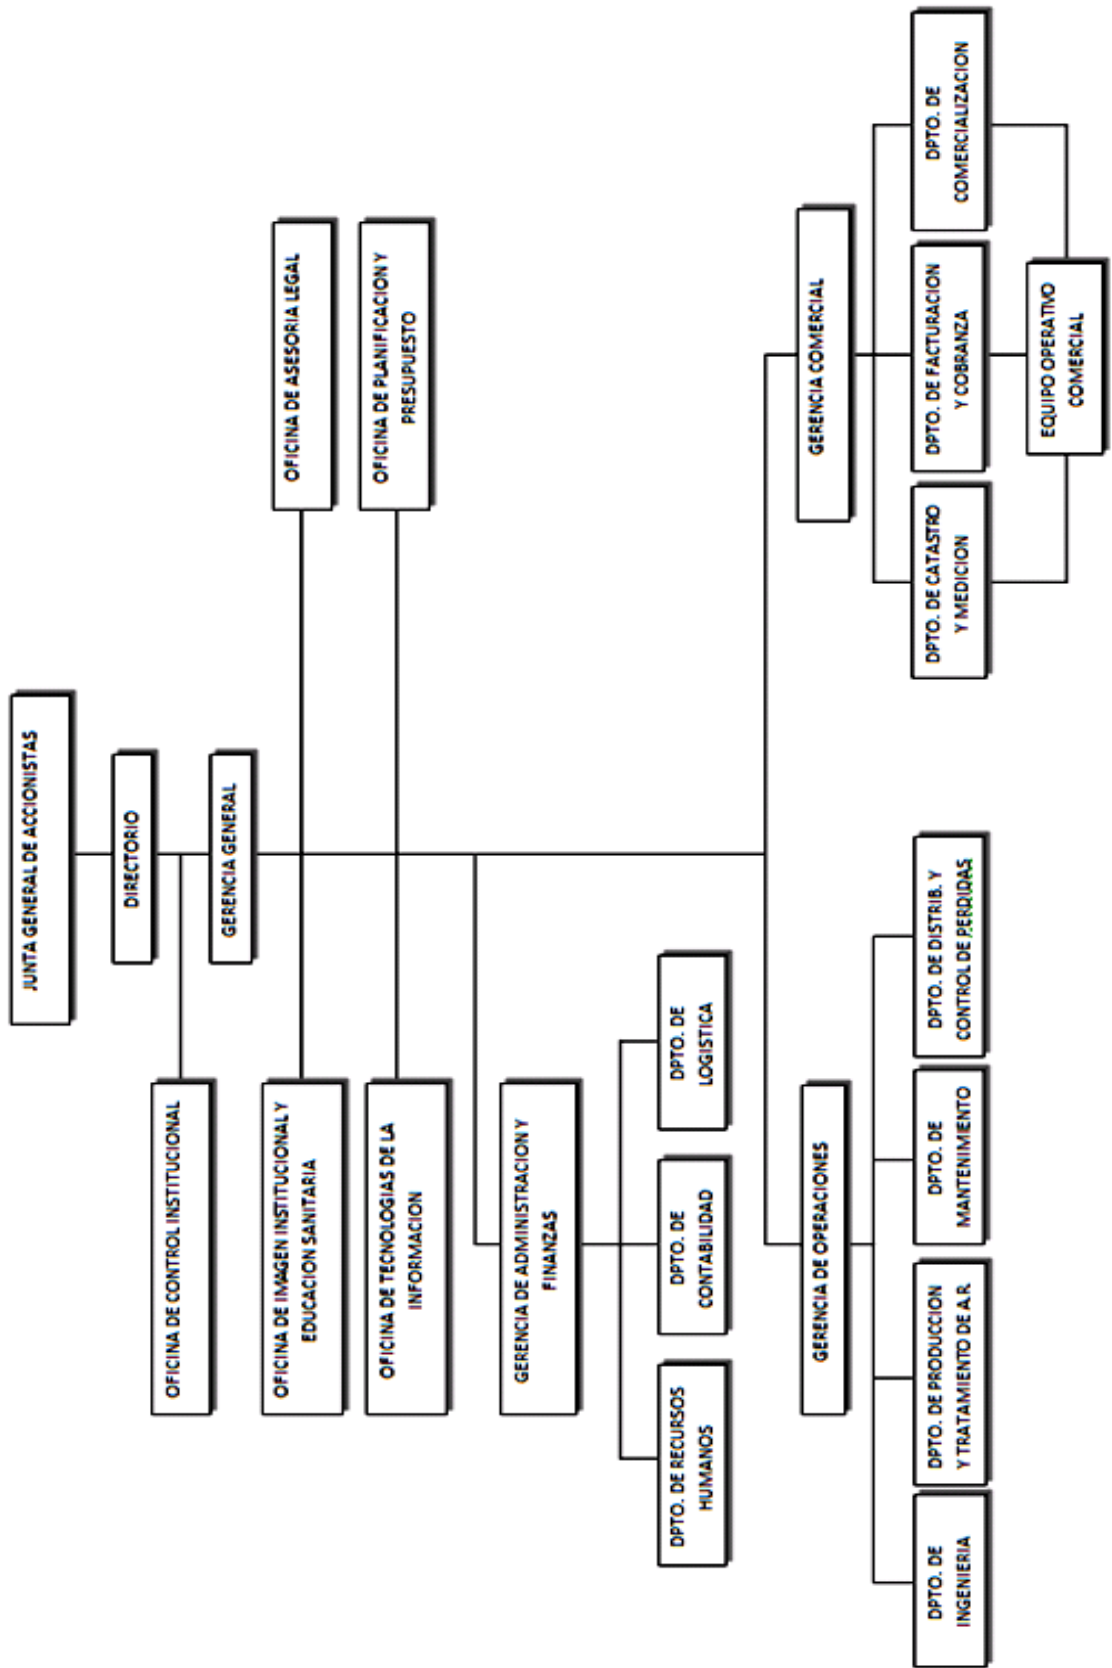 JUNTA GENERAL DE ACCIONISTAS
DIRECTORIO
OFICINA DE CONTROL INSTITUCIONAL
GERENCIA GENERAL
OFICINA DE IMAGEN INSTITUCIONAL Y
EDUCACION SANITARIA
OFICINA DE ASESORIA LEGAL
OFICINA DE TECNOLOGIAS DE LA
INFORMACION
OFICINA DE PLANIFICACION Y
PRESUPUESTO
GERENCIA DE ADMINISTRACION Y
FINANZAS
DPTO. DE RECURSOS
HUMANOS
DPTO. DE
CONTABILIDAD
DPTO. DE
LOGISTICA
GERENCIA DE OPERACIONES
GERENCIA COMERCIAL
DPTO. DE
INGENIERIA
DPTO. DE PRODUCCION
Y TRATAMIENTO DE A.R.
DPTO. DE
MANTENIMIENTO
DPTO. DE DISTRIB. Y
CONTROL DE PERDIDAS
DPTO. DE CATASTRO
Y MEDICION
DPTO. DE FACTURACION
Y COBRANZA
DPTO. DE
COMERCIALIZACION
EQUIPO OPERATIVO
COMERCIAL